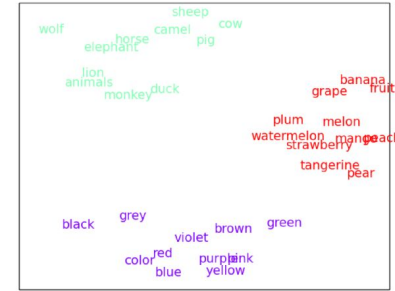 sheep
cow
wolf
camel
horse
pig
elephant
lion
animals
duck
monkey
banana
fruit
grape
plum
melon
watermelon
mango
peach
strawberry
tangerine
pear
grey
black
green
brown
violet
red
color
purple
pink
blue
yellow